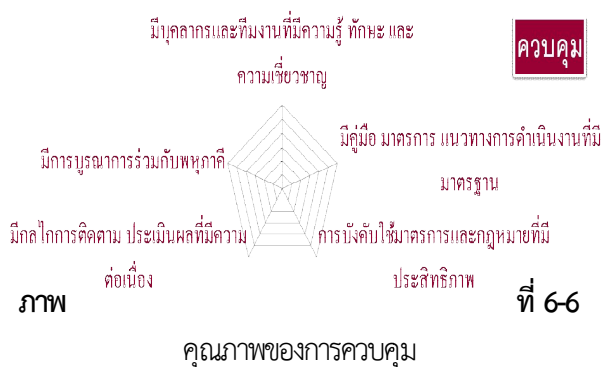 มีบุคลากรและทีมงานที่มีความรู้ ทักษะ และ
ความเชี่ยวชาญ
ควบคุม
มีคู่มือ มาตรการ แนวทางการดำเนินงานที่มี
มาตรฐาน
มีการบูรณาการร่วมกับพหุภาคี
มีกลไกการติดตาม ประเมินผลที่มีความ
ต่อเนื่อง
การบังคับใช้มาตรการและกฎหมายที่มี
ประสิทธิภาพ
ภาพ ที่ 6-6
คุณภาพของการควบคุม